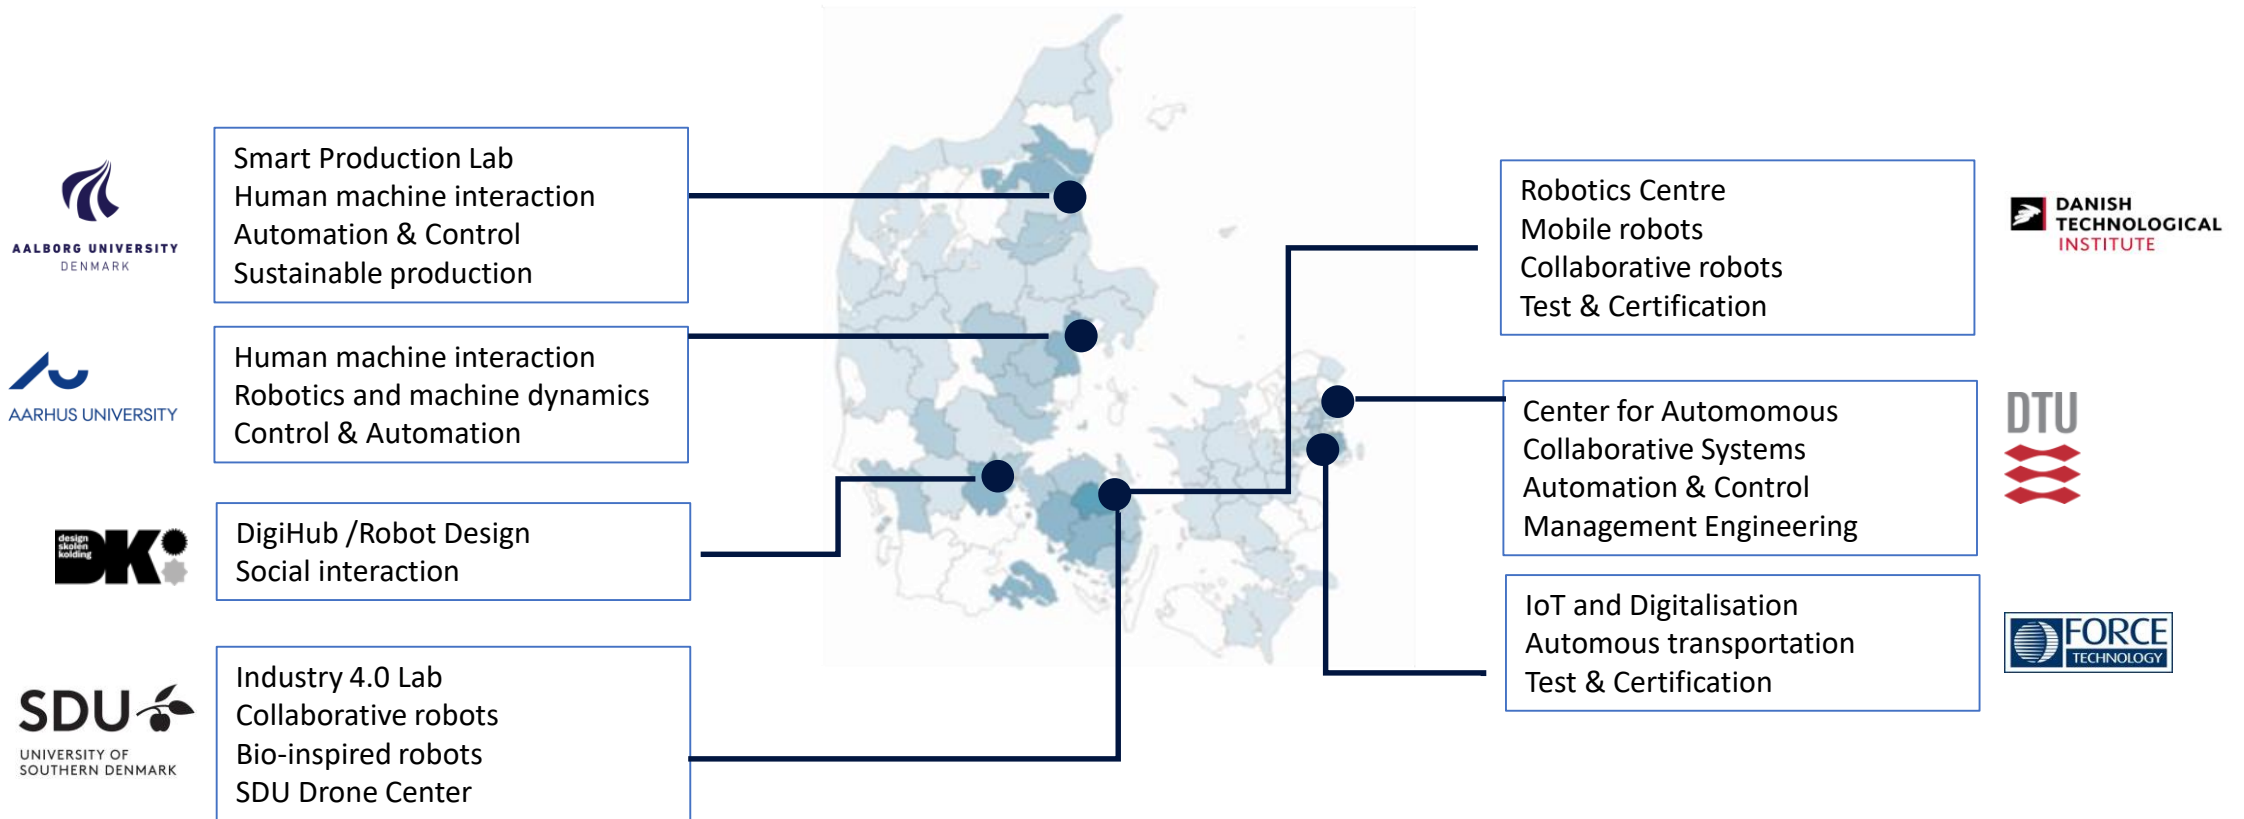 AALBORG UNIVERSITY
DENMARK
Smart Production Lab
Human machine interaction
Automation & Control
Sustainable production
AARHUS UNIVERSITY
Human machine interaction
Robotics and machine dynamics
Control & Automation
design
skolen
kolding
DK
DigiHub /Robot Design
Social interaction
SDU
UNIVERSITY OF
SOUTHERN DENMARK
Industry 4.0 Lab
Collaborative robots
Bio-inspired robots
SDU Drone Center
Robotics Centre
Mobile robots
Collaborative robots
Test & Certification
DANISH
TECHNOLOGICAL
INSTITUTE
Center for Automomous
Collaborative Systems
Automation & Control
Management Engineering
DTU
IoT and Digitalisation
Automous transportation
Test & Certification
FORCE
TECHNOLOGY